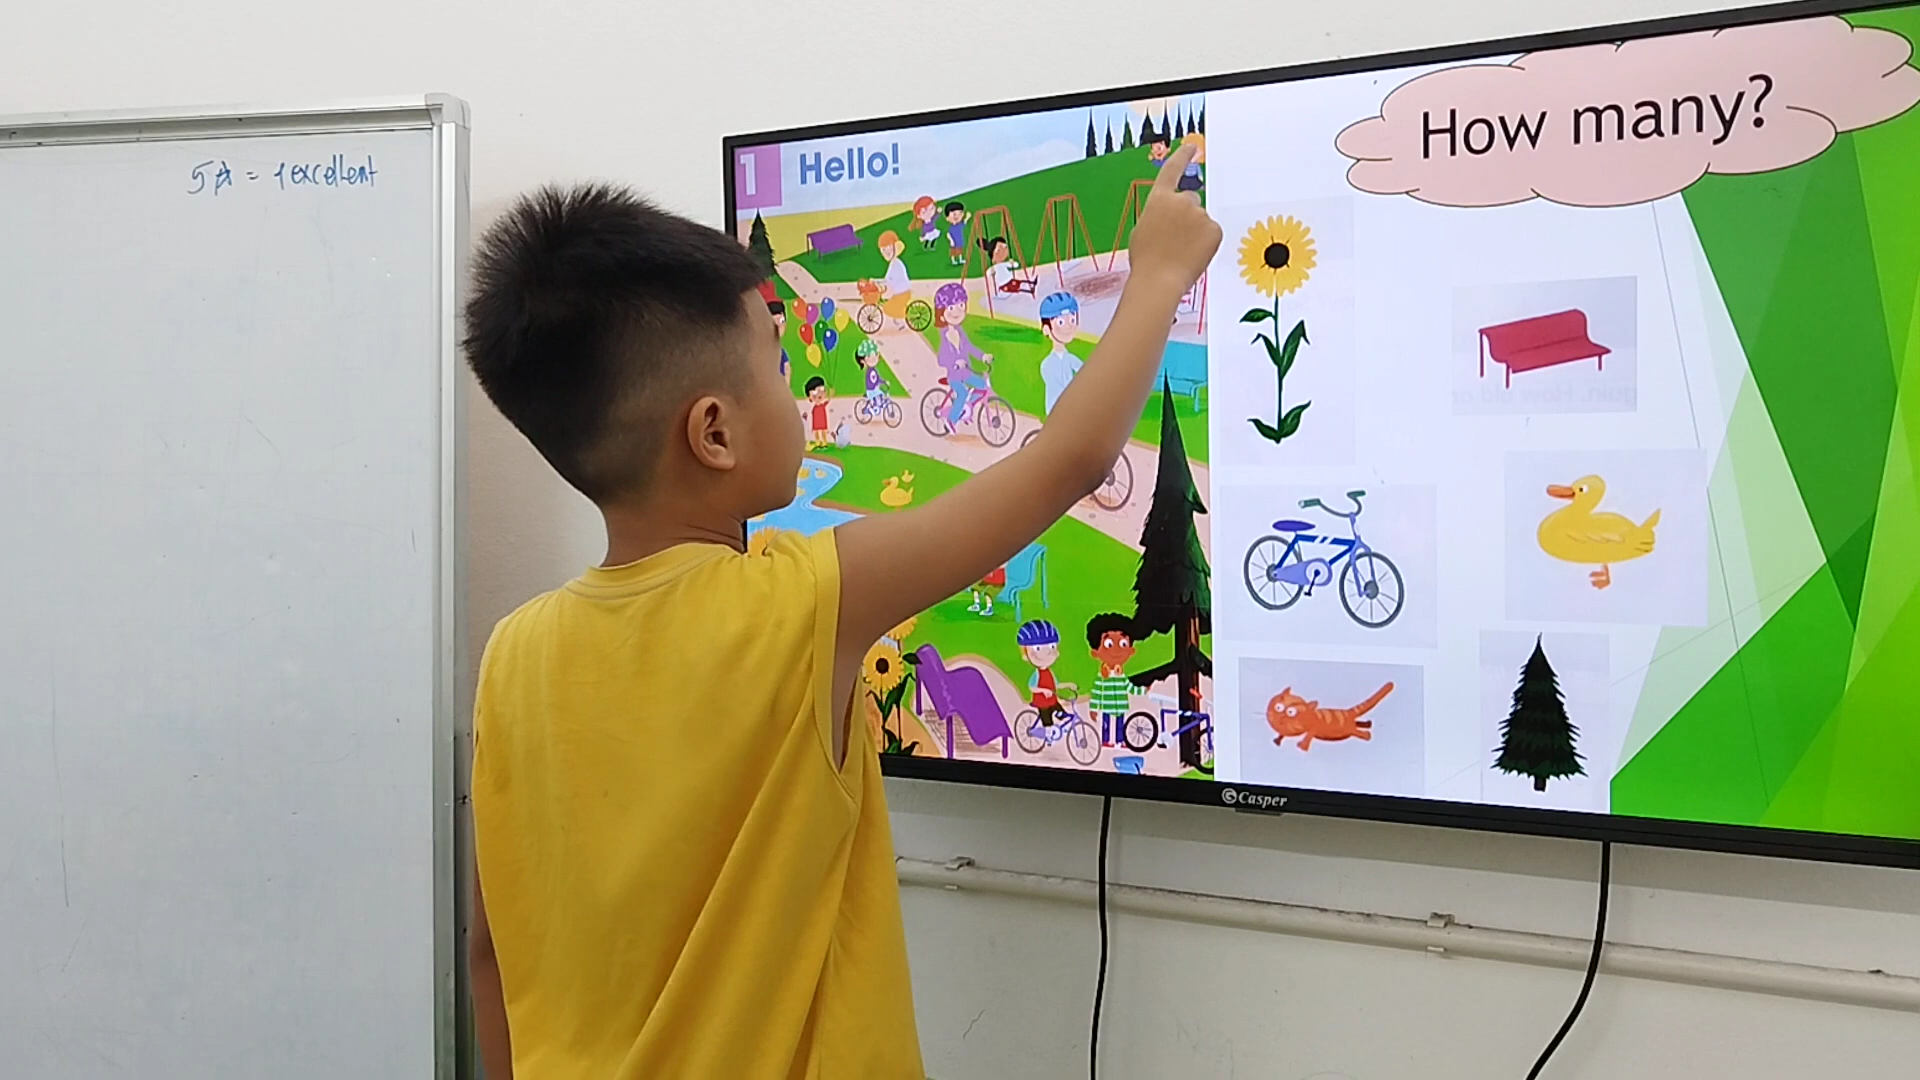 5☆ = 1 excellent
1 Hello!
How many?
Casper